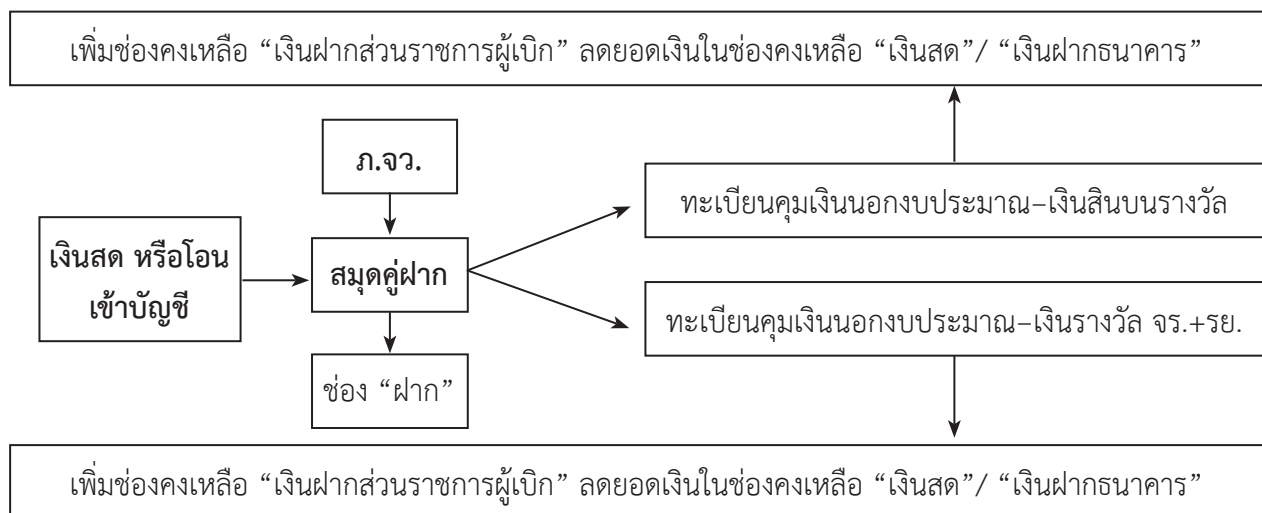 เพิ่มช่องคงเหลือ “เงินฝากส่วนราชการผู้เบิก” ลดยอดเงินในช่องคงเหลือ “เงินสด”/ “เงินฝากธนาคาร”
ภ.จว.
ทะเบียนคุมเงินนอกงบประมาณ–เงินสินบนรางวัล
เงินสด หรือโอน
เข้าบัญชี
สมุดคู่ฝาก
ทะเบียนคุมเงินนอกงบประมาณ–เงินรางวัล จร.+รย.
ช่อง “ฝาก”
เพิ่มช่องคงเหลือ “เงินฝากส่วนราชการผู้เบิก” ลดยอดเงินในช่องคงเหลือ “เงินสด”/ “เงินฝากธนาคาร”